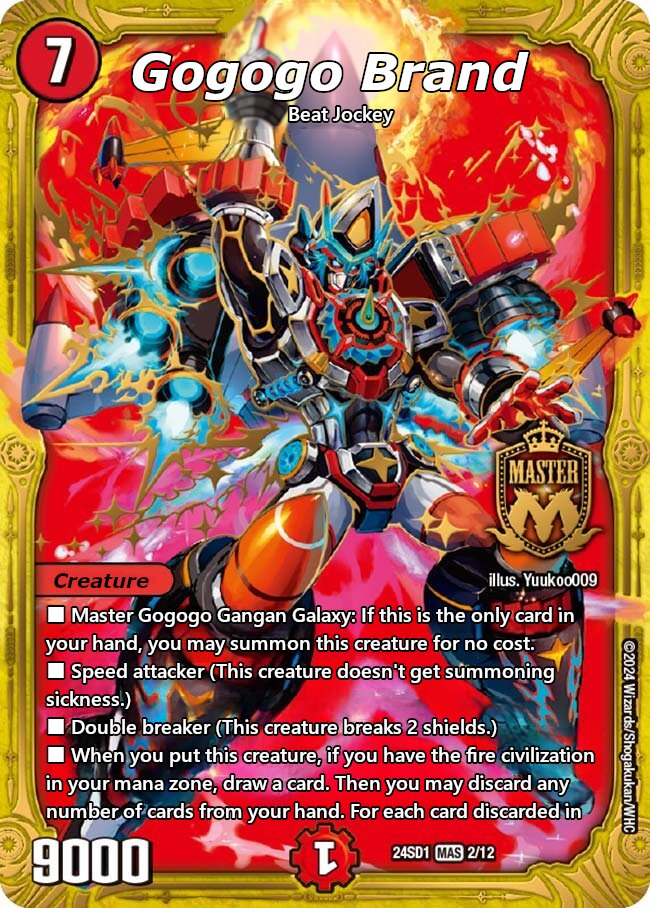 7
Gogogo Brand
Beat Jockey
MASTER
M
Creature
illus. Yuukoo009
■ Master Gogogo Gangan Galaxy: If this is the only card in
your hand, you may summon this creature for no cost.
■ Speed attacker (This creature doesn't get summoning
sickness.)
■ Double breaker (This creature breaks 2 shields.)
■ When you put this creature, if you have the fire civilization
in your mana zone, draw a card. Then you may discard any
number of cards from your hand. For each card discarded in
©2024 Wizards/Shogakukan/WHC
9000
1
24SD1 MAS 2/12